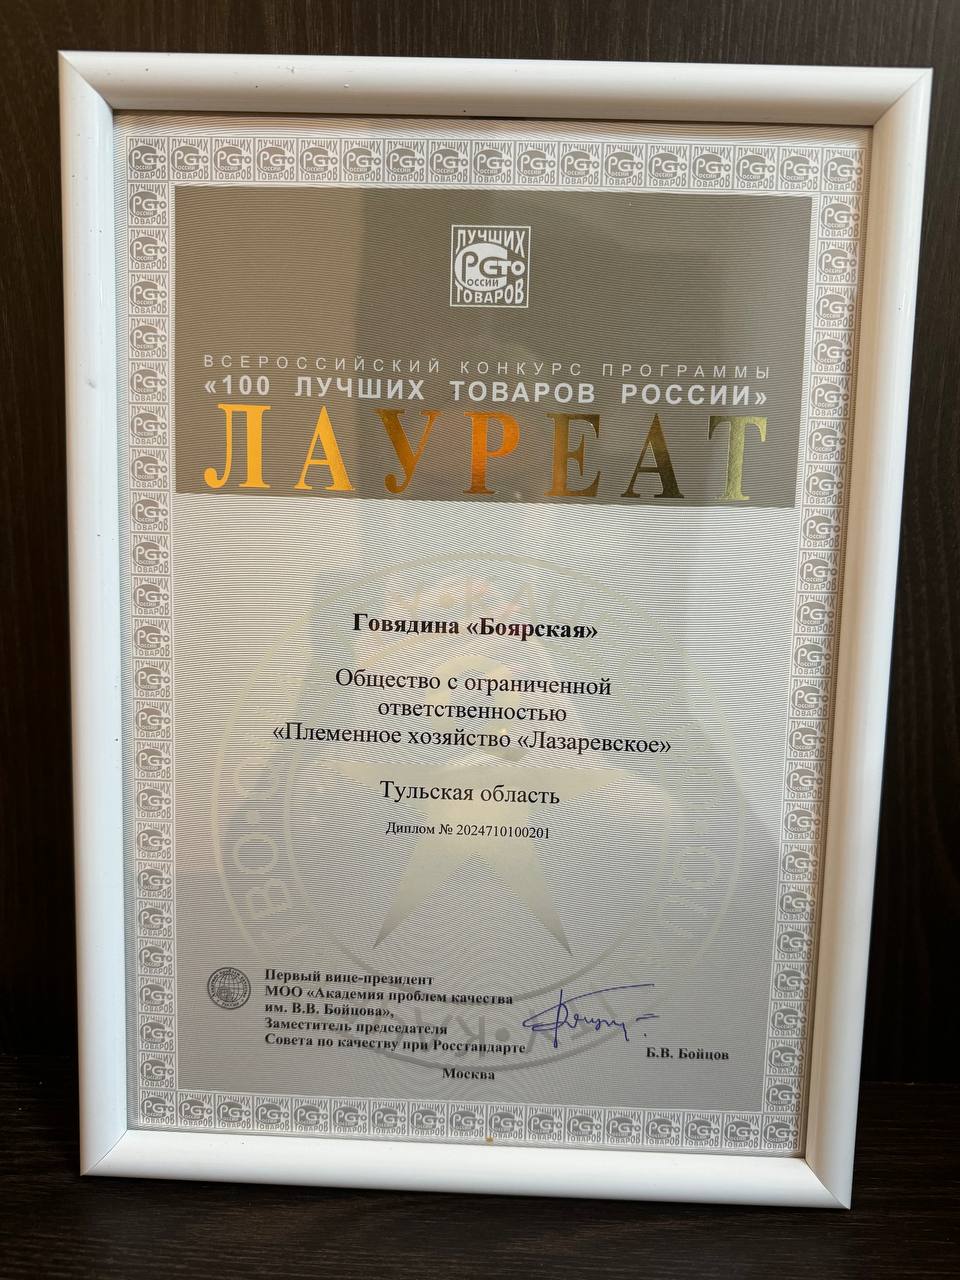 ЛУЧШИХ
РСто
ОССИИ
ТОВАРОВ
ВСЕРОССИЙСКИЙ КОНКУРС ПРОГРАММЫ
«100 ЛУЧШИХ ТОВАРОВ РОССИИ»
ЛАУРЕАТ
Говядина «Боярская»
Общество с ограниченной
ответственностью
«Племенное хозяйство «Лазаревское»
Тульская область
Диплом № 2024710100201
Первый вице-президент
МОО «Академия проблем качества
им. В.В. Бойцова»,
Заместитель председателя
Совета по качеству при Росстандарте
Б.В. Бойцов
Москва